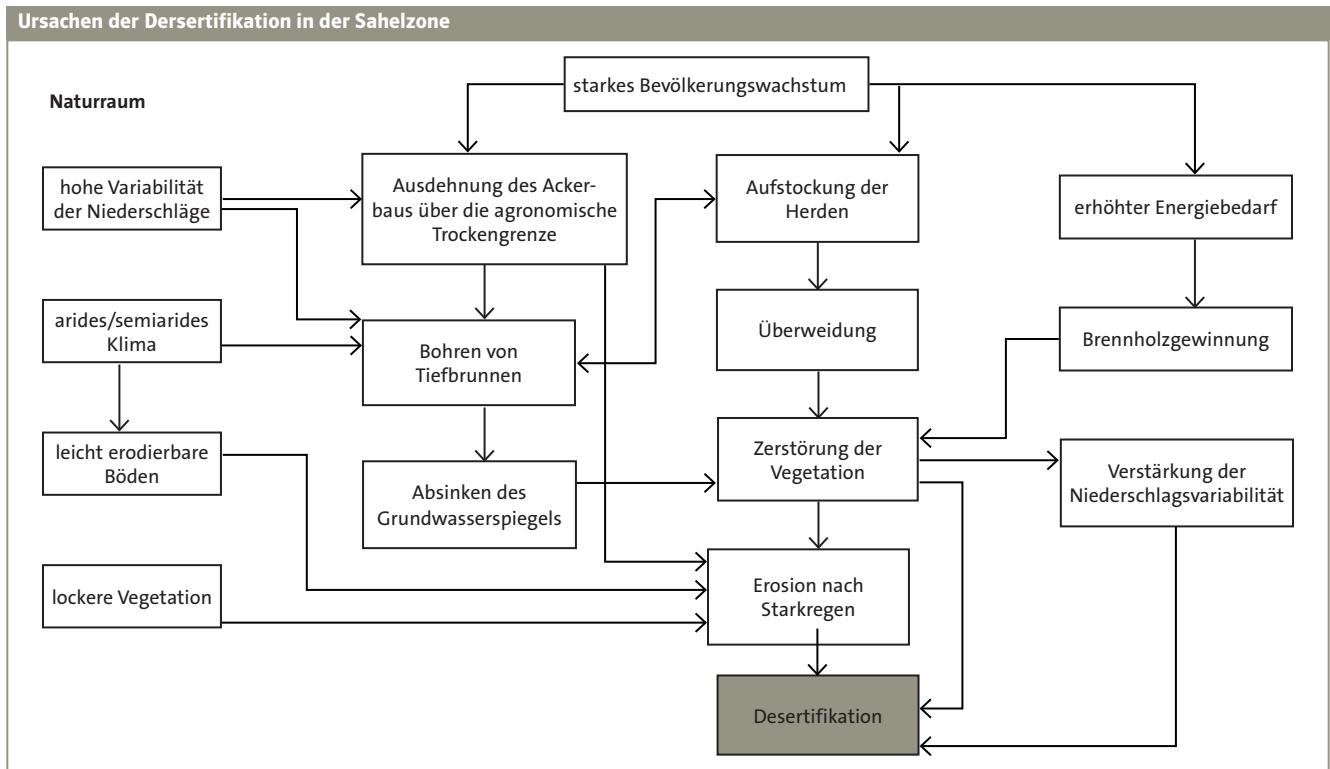 Ursachen der Dersertifikation in der Sahelzone
Naturraum
starkes Bevölkerungswachstum
hohe Variabilität
der Niederschläge
Ausdehnung des Acker-
baus über die agronomische
Trockengrenze
Aufstockung der
Herden
erhöhter Energiebedarf
arides/semiarides
Klima
Bohren von
Tiefbrunnen
Überweidung
Brennholzgewinnung
leicht erodierbare
Böden
Absinken des
Grundwasserspiegels
Zerstörung der
Vegetation
Verstärkung der
Niederschlagsvariabilität
lockere Vegetation
Erosion nach
Starkregen
Desertifikation